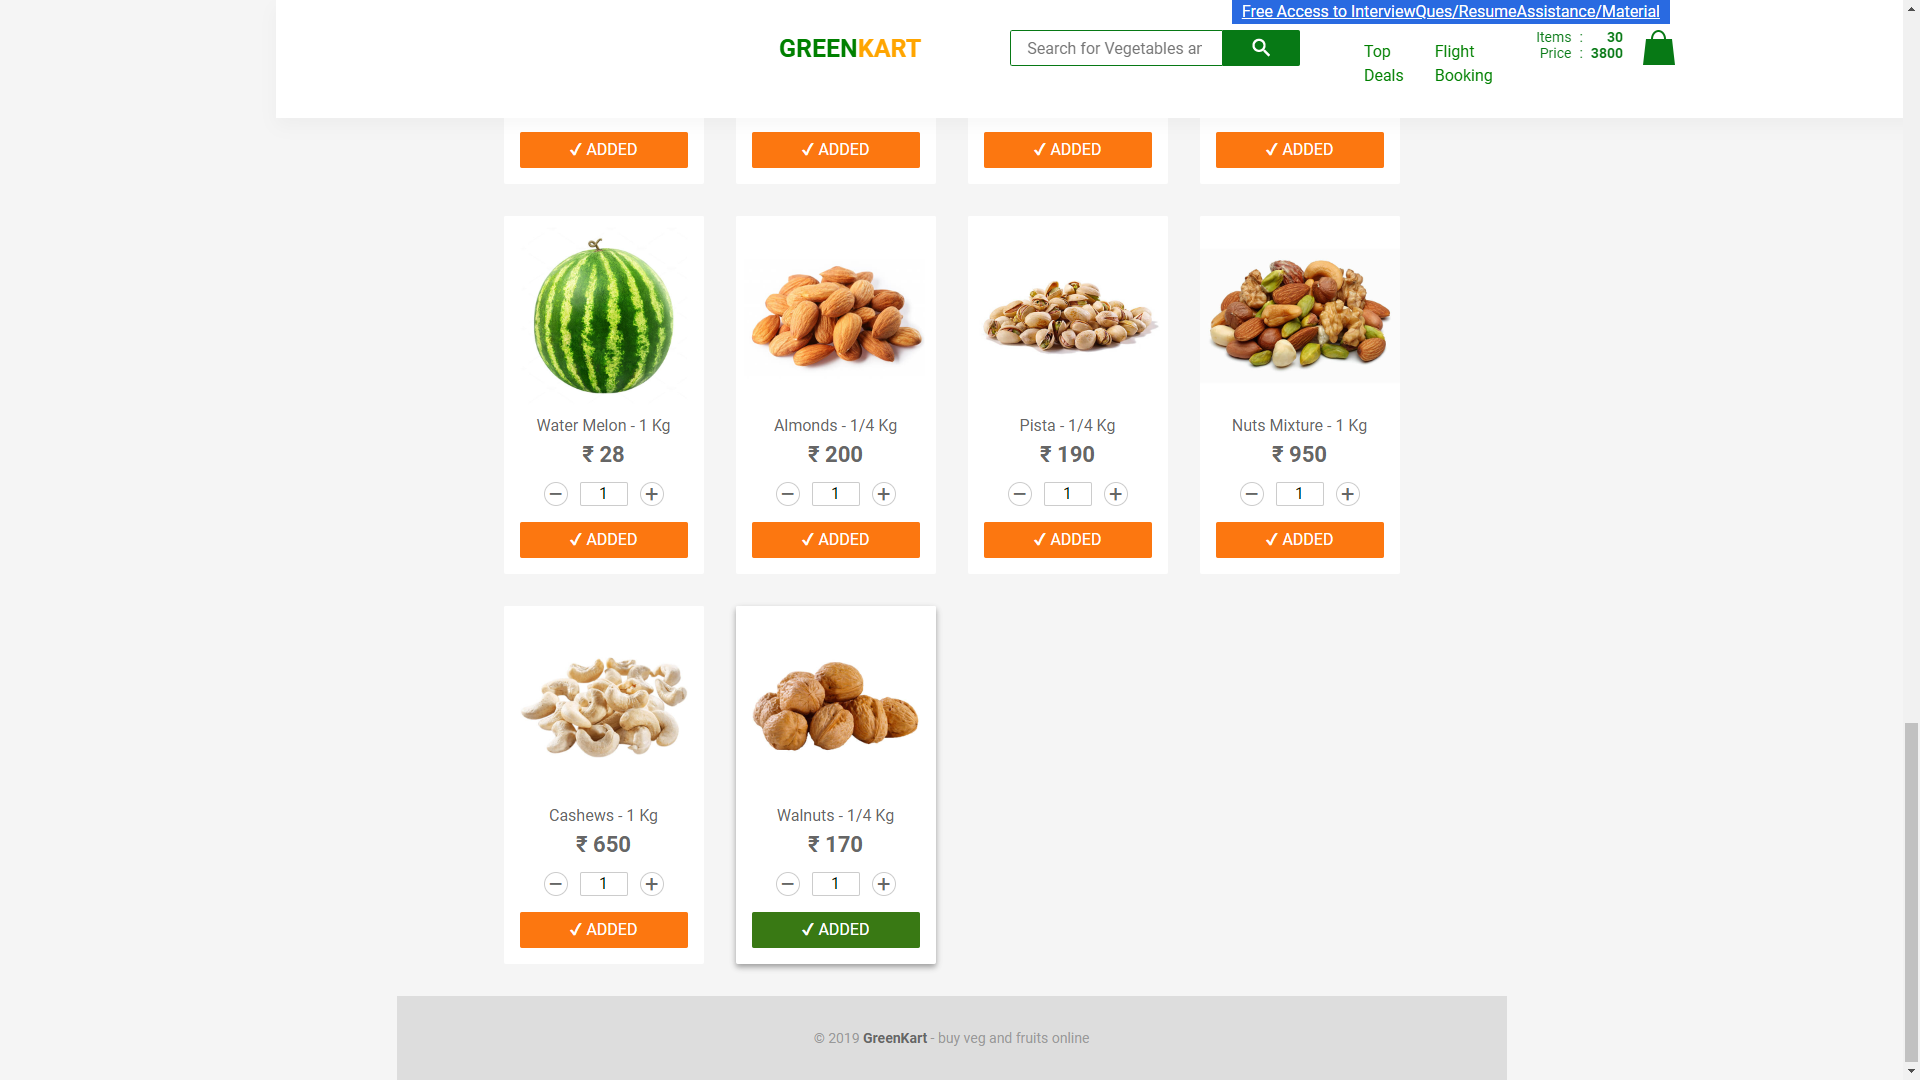 Free Access to InterviewQues/ResumeAssistance/Material
GREENKART
Search for Vegetables ar
Top Deals
Flight Booking
Items : 30
Price : 3800
✓ ADDED
✓ ADDED
✓ ADDED
✓ ADDED
Water Melon - 1 Kg
₹ 28
− 1 +
✓ ADDED
Almonds - 1/4 Kg
₹ 200
− 1 +
✓ ADDED
Pista - 1/4 Kg
₹ 190
− 1 +
✓ ADDED
Nuts Mixture - 1 Kg
₹ 950
− 1 +
✓ ADDED
Cashews - 1 Kg
₹ 650
− 1 +
✓ ADDED
Walnuts - 1/4 Kg
₹ 170
− 1 +
✓ ADDED
© 2019 GreenKart - buy veg and fruits online